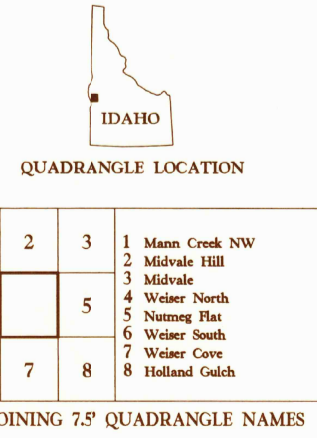 IDAHO
QUADRANGLE LOCATION
2 3
5
7 8
1 Mann Creek NW
2 Midvale Hill
3 Midvale
4 Weiser North
5 Nutmeg Flat
6 Weiser South
7 Weiser Cove
8 Holland Gulch
OINING 7.5' QUADRANGLE NAMES